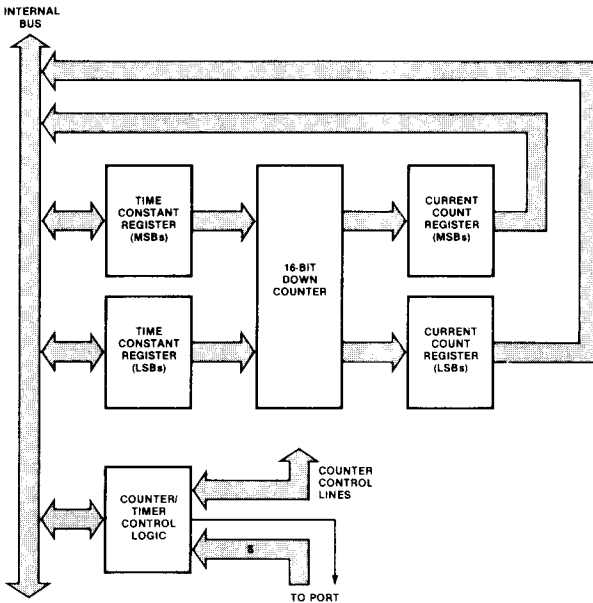 INTERNAL
BUS
TIME
CONSTANT
REGISTER
(MSBs)
16-BIT
DOWN
COUNTER
CURRENT
COUNT
REGISTER
(MSBs)
TIME
CONSTANT
REGISTER
(LSBs)
CURRENT
COUNT
REGISTER
(LSBs)
COUNTER/
TIMER
CONTROL
LOGIC
COUNTER
CONTROL
LINES
TO PORT